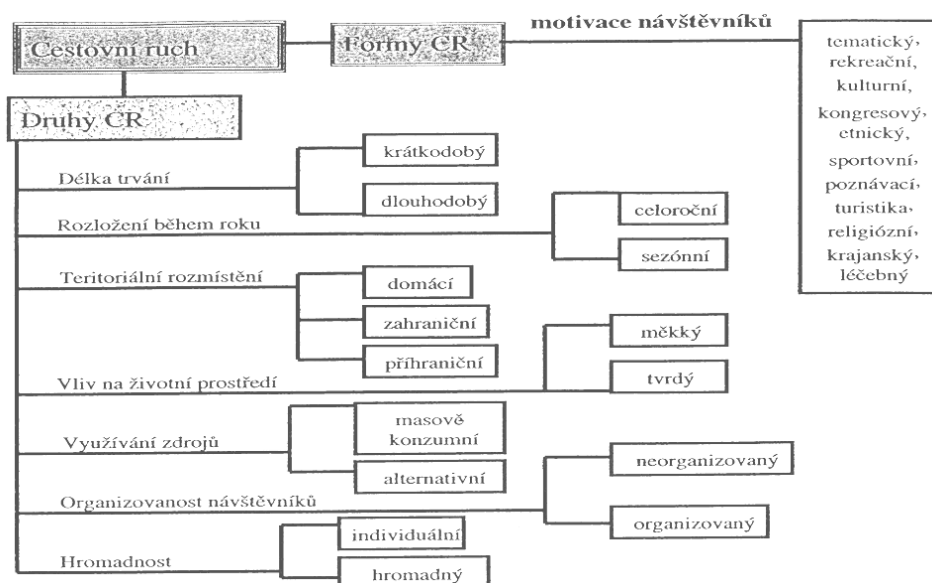 Cestovní ruch
Formy CR
motivace návštěvníků
tematický,
rekreační,
kulturní,
kongresový,
etnický,
sportovní,
poznávací,
turistika,
religiózní,
krajanský,
léčebný
Druhy CR
Délka trvání
krátkodobý
dlouhodobý
Rozložení během roku
celoroční
sezónní
Teritoriální rozmístění
domácí
zahraniční
příhraniční
Vliv na životní prostředí
měkký
tvrdý
Využívání zdrojů
masově
konzumní
alternativní
Organizovanost návštěvníků
neorganizovaný
organizovaný
Hromadnost
individuální
hromadný